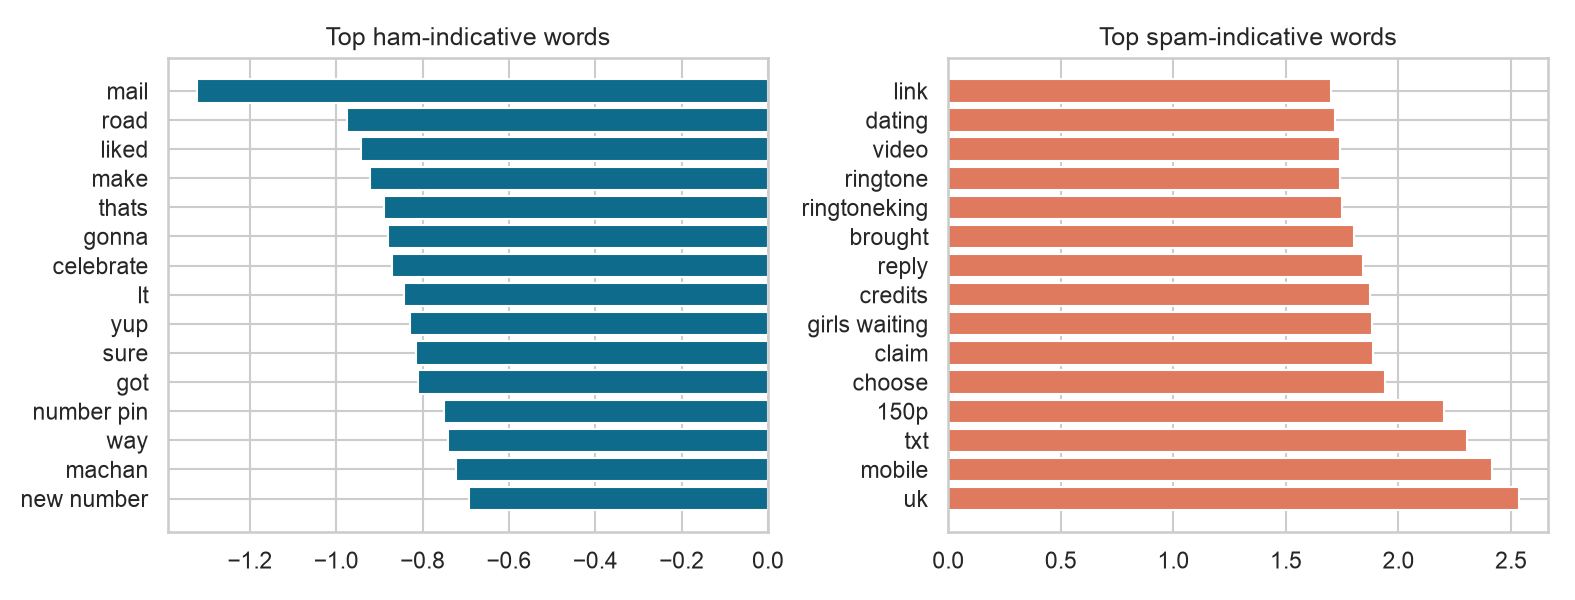 Top ham-indicative words
mail
road
liked
make
thats
gonna
celebrate
lt
yup
sure
got
number pin
way
machan
new number
−1.2 −1.0 −0.8 −0.6 −0.4 −0.2 0.0
Top spam-indicative words
link
dating
video
ringtone
ringtoneking
brought
reply
credits
girls waiting
claim
choose
150p
txt
mobile
uk
0.0 0.5 1.0 1.5 2.0 2.5